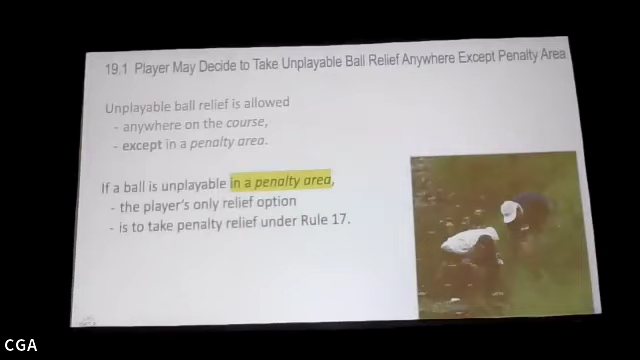 19.1 Player May Decide to Take Unplayable Ball Relief Anywhere Except Penalty Area
Unplayable ball relief is allowed
- anywhere on the course,
- except in a penalty area.
If a ball is unplayable in a penalty area,
- the player's only relief option
- is to take penalty relief under Rule 17.
CGA